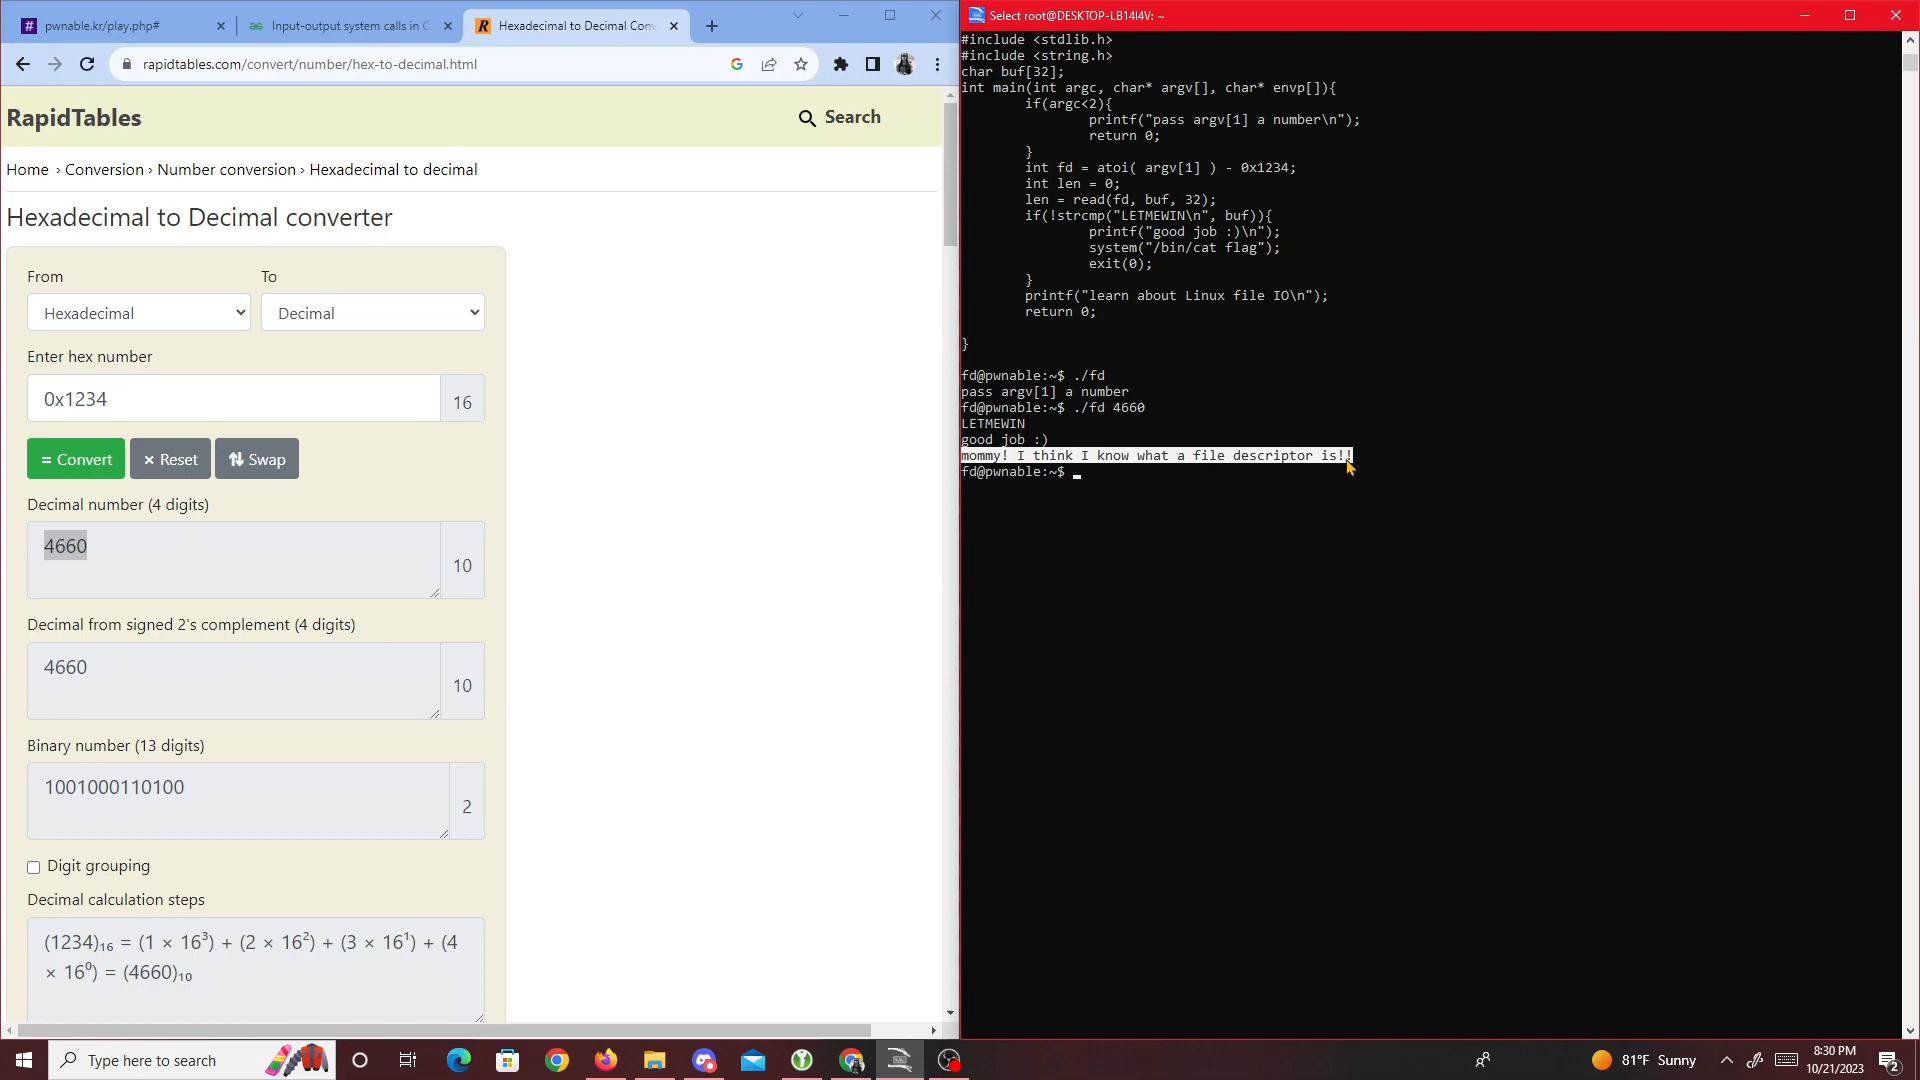 pwnable.kr/play.php#
Input-output system calls in C
Hexadecimal to Decimal Conv
rapidtables.com/convert/number/hex-to-decimal.html
RapidTables
Search
Home › Conversion › Number conversion › Hexadecimal to decimal
Hexadecimal to Decimal converter
From
To
Hexadecimal
Decimal
Enter hex number
0x1234
16
= Convert
× Reset
Swap
Decimal number (4 digits)
4660
10
Decimal from signed 2's complement (4 digits)
4660
10
Binary number (13 digits)
1001000110100
2
Digit grouping
Decimal calculation steps
(1234)₁₆ = (1 × 16³) + (2 × 16²) + (3 × 16¹) + (4
× 16⁰) = (4660)₁₀
Select root@DESKTOP-LB14I4V: ~
#include <stdlib.h>
#include <string.h>
char buf[32];
int main(int argc, char* argv[], char* envp[]){
if(argc<2){
printf("pass argv[1] a number\n");
return 0;
}
int fd = atoi( argv[1] ) - 0x1234;
int len = 0;
len = read(fd, buf, 32);
if(!strcmp("LETMEWIN\n", buf)){
printf("good job :)\n");
system("/bin/cat flag");
exit(0);
}
printf("learn about Linux file IO\n");
return 0;
}
fd@pwnable:~$ ./fd
pass argv[1] a number
fd@pwnable:~$ ./fd 4660
LETMEWIN
good job :)
mommy! I think I know what a file descriptor is!!
fd@pwnable:~$
Type here to search
81°F Sunny
8:30 PM
10/21/2023
2